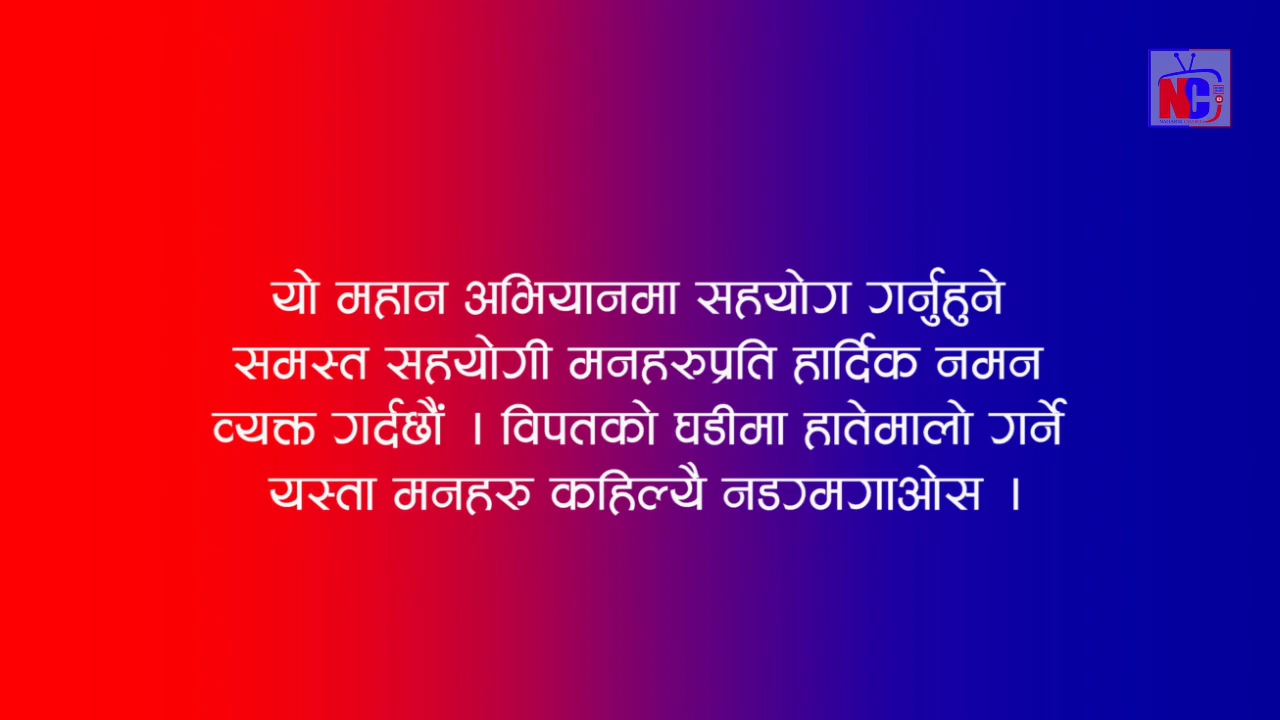 NC
यो महान अभियानमा सहयोग गर्नुहुने
समस्त सहयोगी मनहरुप्रति हार्दिक नमन
व्यक्त गर्दछौं । विपतको घडीमा हातेमालो गर्ने
यस्ता मनहरु कहिल्यै नडगमगाओस ।